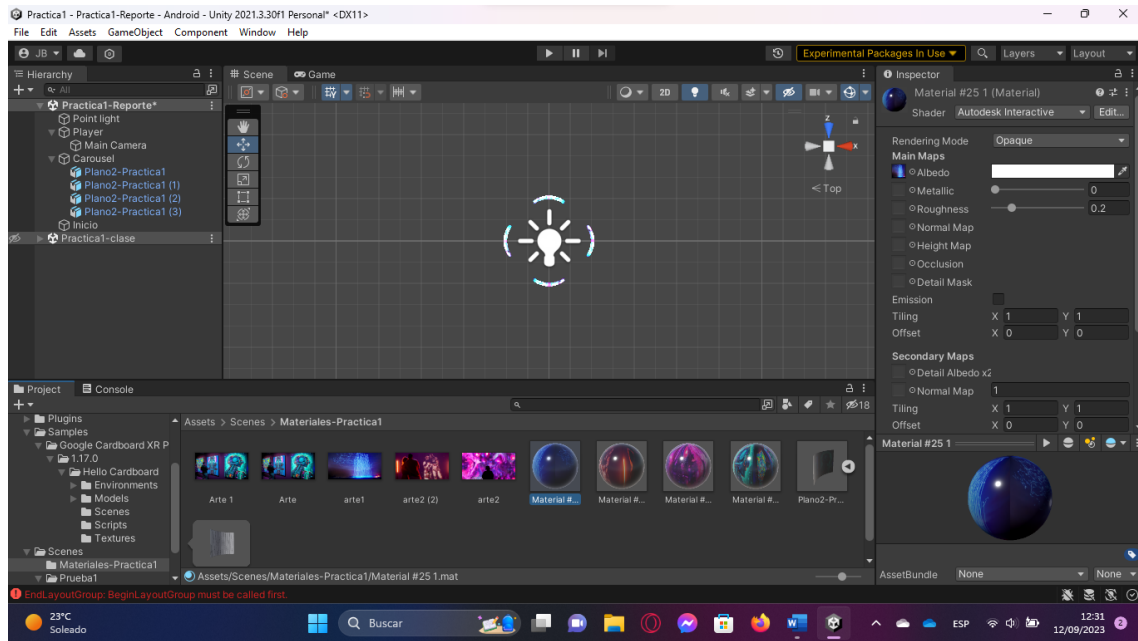 Practica1 - Practica1-Reporte - Android - Unity 2021.3.30f1 Personal* <DX11>
File Edit Assets GameObject Component Window Help
JB Experimental Packages In Use Layers Layout
Hierarchy
All
Practica1-Reporte*
Point light
Player
Main Camera
Carousel
Plano2-Practica1
Plano2-Practica1 (1)
Plano2-Practica1 (2)
Plano2-Practica1 (3)
Inicio
Practica1-clase
Scene Game
2D
z
x
Top
Inspector
Material #25 1 (Material)
Shader Autodesk Interactive Edit...
Rendering Mode Opaque
Main Maps
Albedo
Metallic 0
Roughness 0.2
Normal Map
Height Map
Occlusion
Detail Mask
Emission
Tiling X 1 Y 1
Offset X 0 Y 0
Secondary Maps
Detail Albedo x2
Normal Map 1
Tiling X 1 Y 1
Offset X 0 Y 0
Material #25 1
AssetBundle None None
Project Console
18
Plugins
Samples
Google Cardboard XR P
1.17.0
Hello Cardboard
Environments
Models
Scenes
Scripts
Textures
Scenes
Materiales-Practica1
Prueba1
Assets > Scenes > Materiales-Practica1
Arte 1 Arte arte1 arte2 (2) arte2 Material #... Material #... Material #... Material #... Plano2-Pr...
Assets/Scenes/Materiales-Practica1/Material #25 1.mat
EndLayoutGroup: BeginLayoutGroup must be called first.
23°C
Soleado
Buscar
ESP
12:31
12/09/2023
2